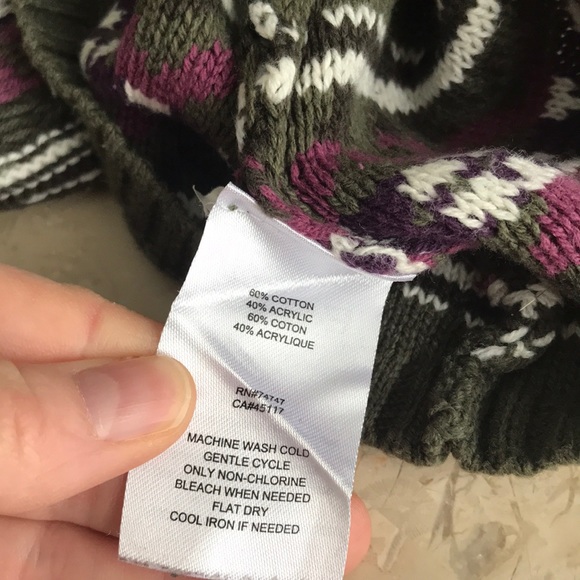 60% COTTON
40% ACRYLIC
60% COTON
40% ACRYLIQUE
RN#74747
CA#45117
MACHINE WASH COLD
GENTLE CYCLE
ONLY NON-CHLORINE
BLEACH WHEN NEEDED
FLAT DRY
COOL IRON IF NEEDED